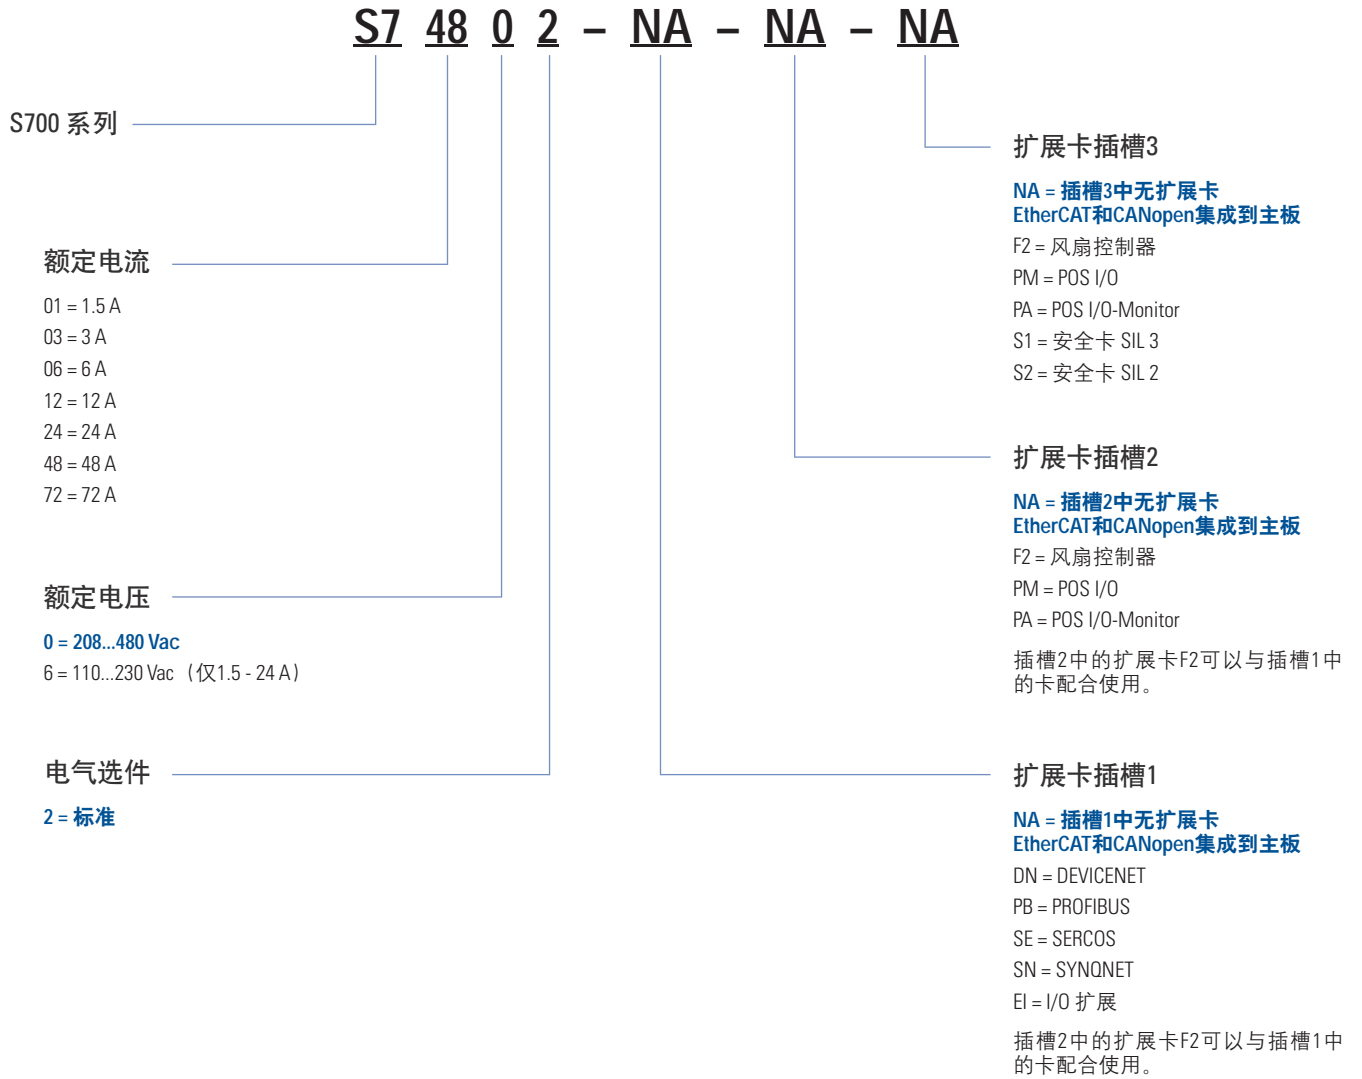 S7 48 0 2 – NA – NA – NA
S700 系列
额定电流
01 = 1.5 A
03 = 3 A
06 = 6 A
12 = 12 A
24 = 24 A
48 = 48 A
72 = 72 A
额定电压
0 = 208...480 Vac
6 = 110...230 Vac（仅1.5 - 24 A）
电气选件
2 = 标准
扩展卡插槽3
NA = 插槽3中无扩展卡
EtherCAT和CANopen集成到主板
F2 = 风扇控制器
PM = POS I/O
PA = POS I/O-Monitor
S1 = 安全卡 SIL 3
S2 = 安全卡 SIL 2
扩展卡插槽2
NA = 插槽2中无扩展卡
EtherCAT和CANopen集成到主板
F2 = 风扇控制器
PM = POS I/O
PA = POS I/O-Monitor
插槽2中的扩展卡F2可以与插槽1中
的卡配合使用。
扩展卡插槽1
NA = 插槽1中无扩展卡
EtherCAT和CANopen集成到主板
DN = DEVICENET
PB = PROFIBUS
SE = SERCOS
SN = SYNQNET
EI = I/O 扩展
插槽2中的扩展卡F2可以与插槽1中
的卡配合使用。